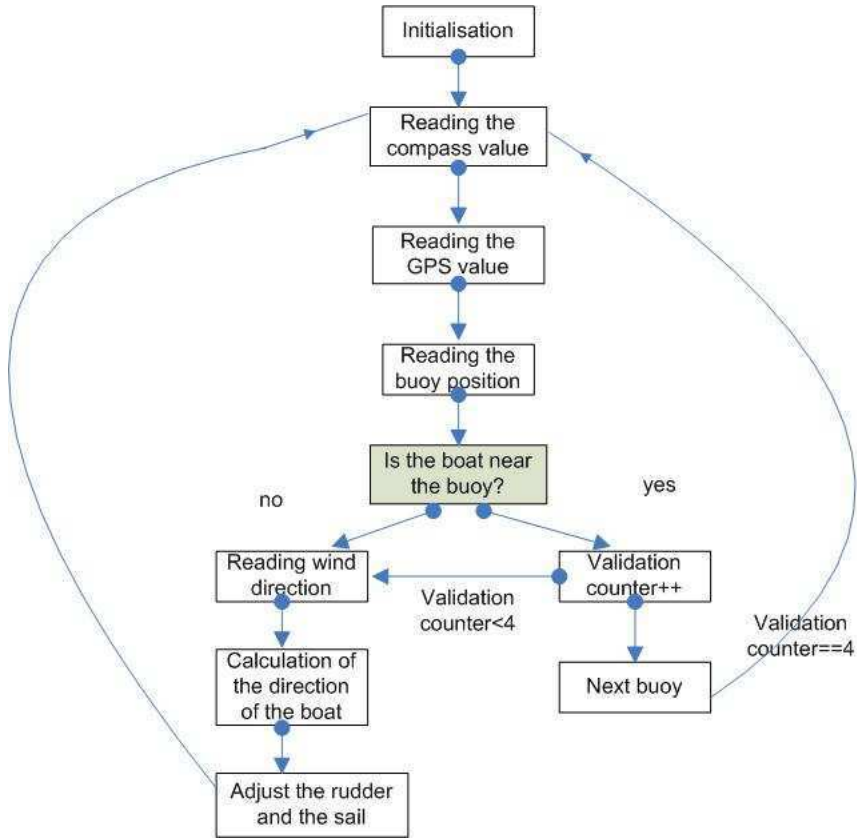 Initialisation
Reading the
compass value
Reading the
GPS value
Reading the
buoy position
Is the boat near
the buoy?
no
yes
Reading wind
direction
Validation
counter++
Validation
counter<4
Validation
counter==4
Calculation of
the direction
of the boat
Next buoy
Adjust the rudder
and the sail